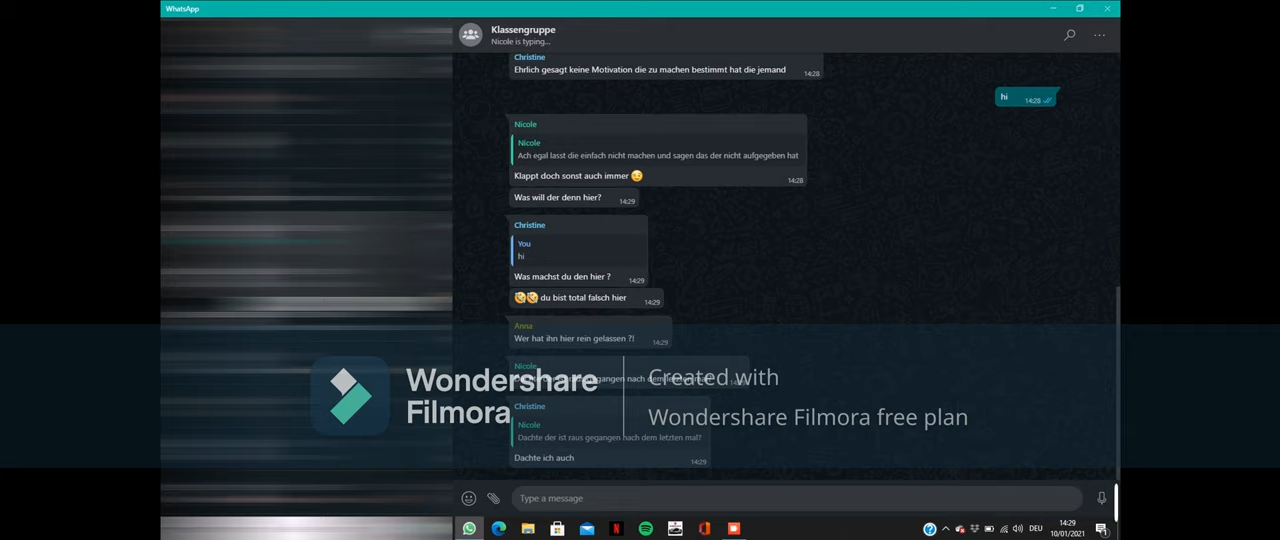 WhatsApp
Klassengruppe
Nicole is typing...
Christine
Ehrlich gesagt keine Motivation die zu machen bestimmt hat die jemand
14:28
hi
14:28
Nicole
Nicole
Ach egal lasst die einfach nicht machen und sagen das der nicht aufgegeben hat
Klappt doch sonst auch immer 😉
14:28
Was will der denn hier?
14:29
Christine
You
hi
Was machst du den hier ?
14:29
🤣🤣 du bist total falsch hier
14:29
Anna
Wer hat ihn hier rein gelassen ?!
14:29
Nicole
gegangen nach dem letzten
Christine
Nicole
Dachte der ist raus gegangen nach dem letzten mal?
Dachte ich auch
14:29
Wondershare
Filmora
Created with
Wondershare Filmora free plan
Type a message
DEU
14:29
10/01/2021